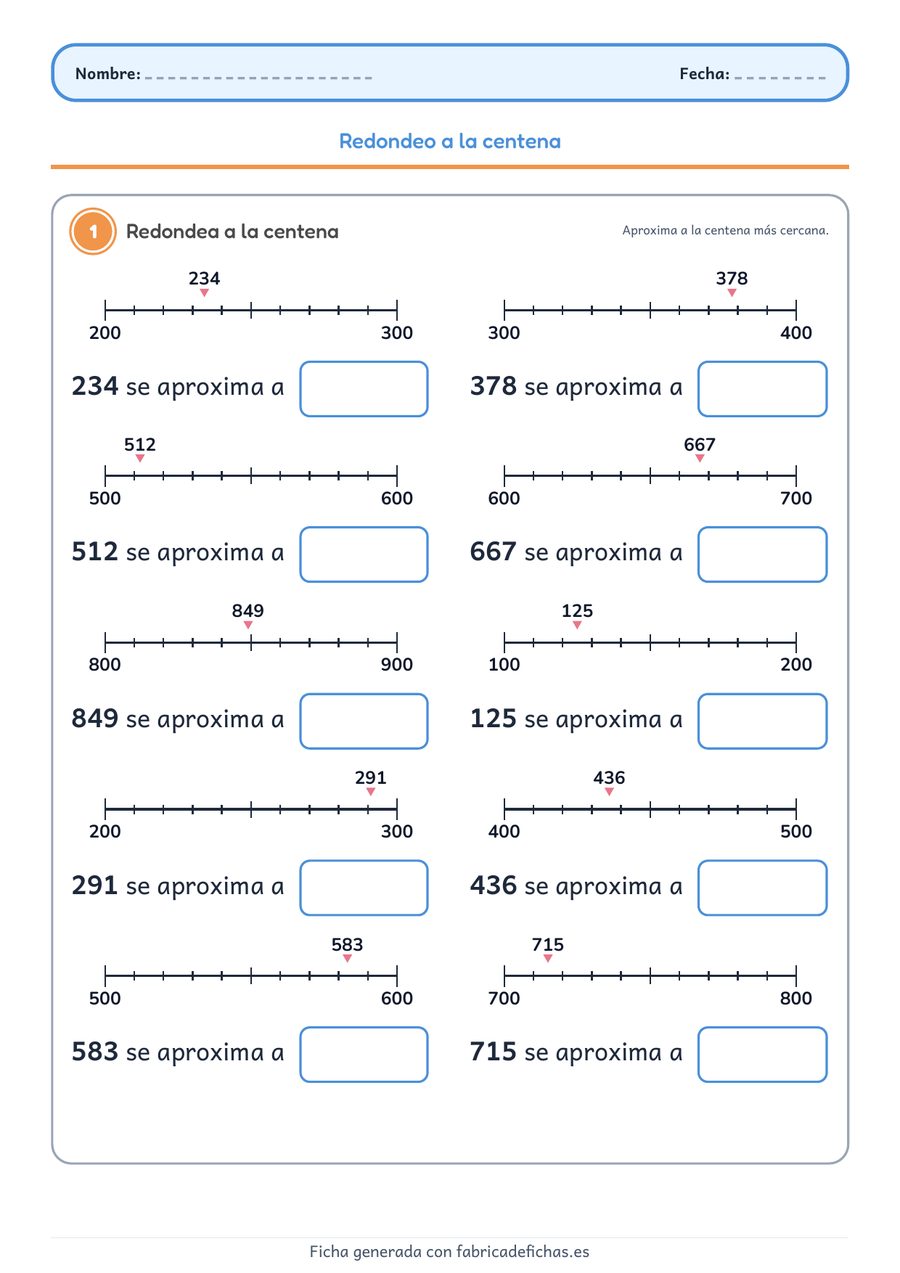 Nombre:
Fecha:
Redondeo a la centena
1
Redondea a la centena
Aproxima a la centena más cercana.
234
200 300
234 se aproxima a
378
300 400
378 se aproxima a
512
500 600
512 se aproxima a
667
600 700
667 se aproxima a
849
800 900
849 se aproxima a
125
100 200
125 se aproxima a
291
200 300
291 se aproxima a
436
400 500
436 se aproxima a
583
500 600
583 se aproxima a
715
700 800
715 se aproxima a
Ficha generada con fabricadefichas.es